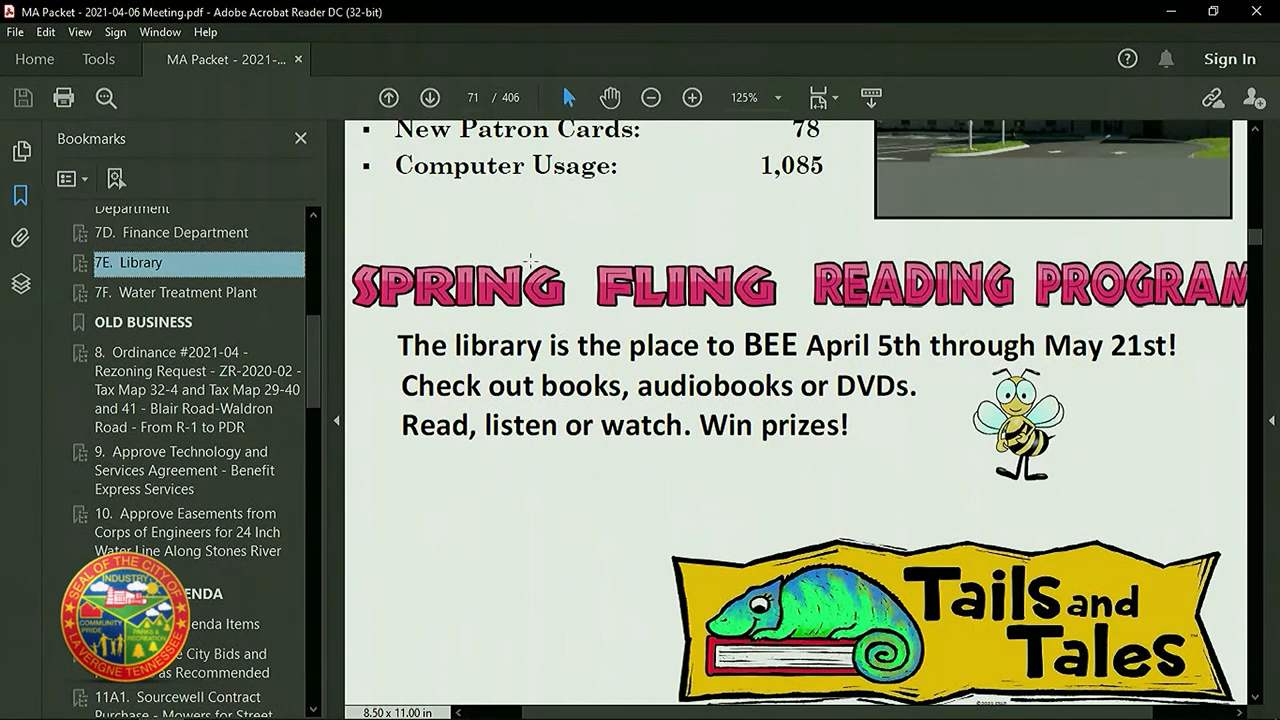 MA Packet - 2021-04-06 Meeting.pdf - Adobe Acrobat Reader DC (32-bit)
File Edit View Sign Window Help
Home Tools MA Packet - 2021-... ×
Sign In
71 / 406 125%
Bookmarks
Department
7D. Finance Department
7E. Library
7F. Water Treatment Plant
OLD BUSINESS
8. Ordinance #2021-04 -
Rezoning Request - ZR-2020-02 -
Tax Map 32-4 and Tax Map 29-40
and 41 - Blair Road-Waldron
Road - From R-1 to PDR
9. Approve Technology and
Services Agreement - Benefit
Express Services
10. Approve Easements from
Corps of Engineers for 24 Inch
Water Line Along Stones River
ENDA
enda Items
e City Bids and
as Recommended
11A1. Sourcewell Contract
Purchase - Mowers for Street
SEAL OF THE CITY OF
LAVERGNE TENNESSEE
INDUSTRY
COMMUNITY
PRIDE
PARKS &
RECREATION
▪ New Patron Cards: 78
▪ Computer Usage: 1,085
SPRING FLING READING PROGRAM
The library is the place to BEE April 5th through May 21st!
Check out books, audiobooks or DVDs.
Read, listen or watch. Win prizes!
Tails and
Tales™
8.50 x 11.00 in